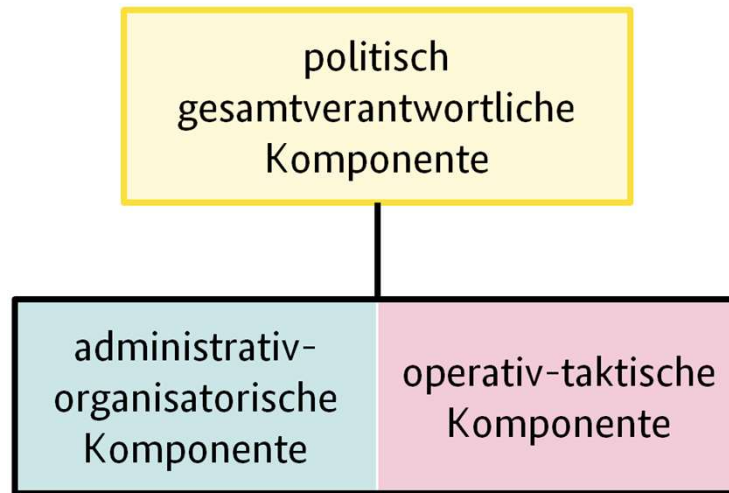 politisch
gesamtverantwortliche
Komponente
administrativ-
organisatorische
Komponente
operativ-taktische
Komponente